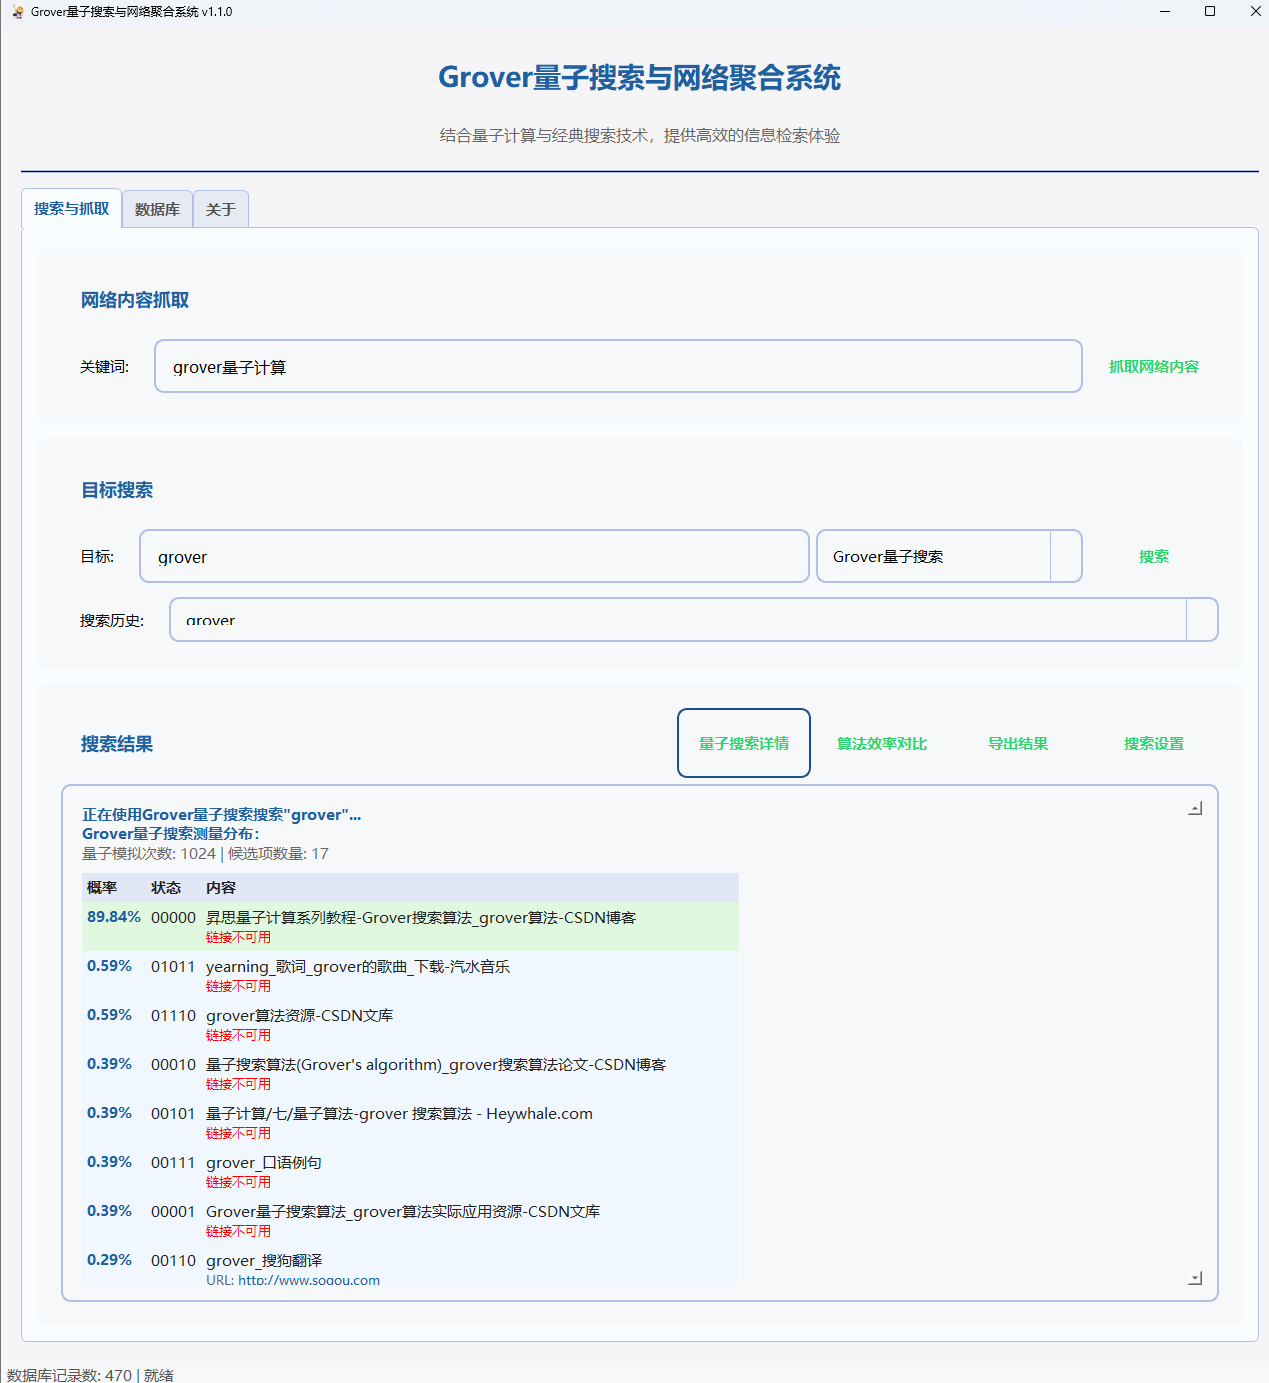 Grover量子搜索与网络聚合系统 v1.1.0
Grover量子搜索与网络聚合系统
结合量子计算与经典搜索技术，提供高效的信息检索体验
搜索与抓取 数据库 关于
网络内容抓取
关键词: grover量子计算 抓取网络内容
目标搜索
目标: grover Grover量子搜索 搜索
搜索历史: grover
搜索结果 量子搜索详情 算法效率对比 导出结果 搜索设置
正在使用Grover量子搜索搜索"grover"...
Grover量子搜索测量分布:
量子模拟次数: 1024 | 候选项数量: 17
概率 状态 内容
89.84% 00000 昇思量子计算系列教程-Grover搜索算法_grover算法-CSDN博客
链接不可用
0.59% 01011 yearning_歌词_grover的歌曲_下载-汽水音乐
链接不可用
0.59% 01110 grover算法资源-CSDN文库
链接不可用
0.39% 00010 量子搜索算法(Grover's algorithm)_grover搜索算法论文-CSDN博客
链接不可用
0.39% 00101 量子计算/七/量子算法-grover 搜索算法 - Heywhale.com
链接不可用
0.39% 00111 grover_口语例句
链接不可用
0.39% 00001 Grover量子搜索算法_grover算法实际应用资源-CSDN文库
链接不可用
0.29% 00110 grover_搜狗翻译
URL: http://www.sogou.com
数据库记录数: 470 | 就绪